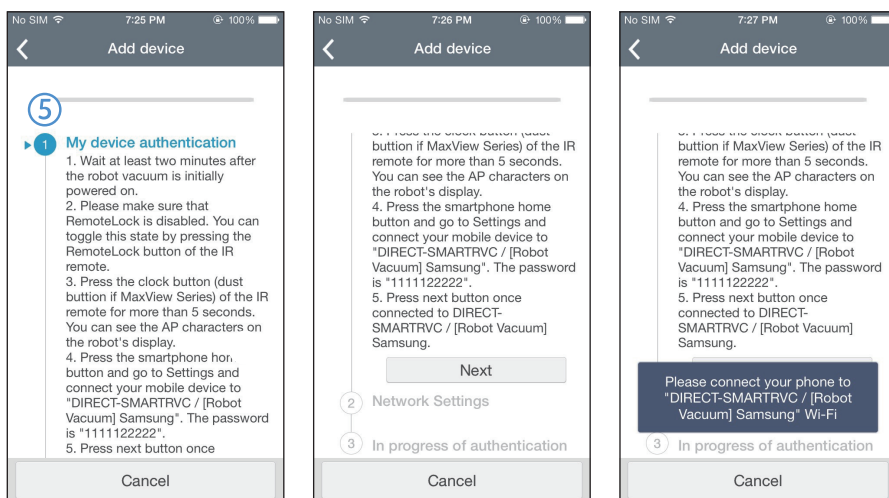 No SIM 7:25 PM 100%
Add device
5
1 My device authentication
1. Wait at least two minutes after
the robot vacuum is initially
powered on.
2. Please make sure that
RemoteLock is disabled. You can
toggle this state by pressing the
RemoteLock button of the IR
remote.
3. Press the clock button (dust
buttion if MaxView Series) of the IR
remote for more than 5 seconds.
You can see the AP characters on
the robot's display.
4. Press the smartphone hom
button and go to Settings and
connect your mobile device to
"DIRECT-SMARTRVC / [Robot
Vacuum] Samsung". The password
is "1111122222".
5. Press next button once
Cancel
No SIM 7:26 PM 100%
Add device
3. Press the clock button (dust
buttion if MaxView Series) of the IR
remote for more than 5 seconds.
You can see the AP characters on
the robot's display.
4. Press the smartphone home
button and go to Settings and
connect your mobile device to
"DIRECT-SMARTRVC / [Robot
Vacuum] Samsung". The password
is "1111122222".
5. Press next button once
connected to DIRECT-
SMARTRVC / [Robot Vacuum]
Samsung.
Next
2 Network Settings
3 In progress of authentication
Cancel
No SIM 7:27 PM 100%
Add device
3. Press the clock button (dust
buttion if MaxView Series) of the IR
remote for more than 5 seconds.
You can see the AP characters on
the robot's display.
4. Press the smartphone home
button and go to Settings and
connect your mobile device to
"DIRECT-SMARTRVC / [Robot
Vacuum] Samsung". The password
is "1111122222".
5. Press next button once
connected to DIRECT-
SMARTRVC / [Robot Vacuum]
Samsung.
Please connect your phone to
"DIRECT-SMARTRVC / [Robot
Vacuum] Samsung" Wi-Fi
3 In progress of authentication
Cancel